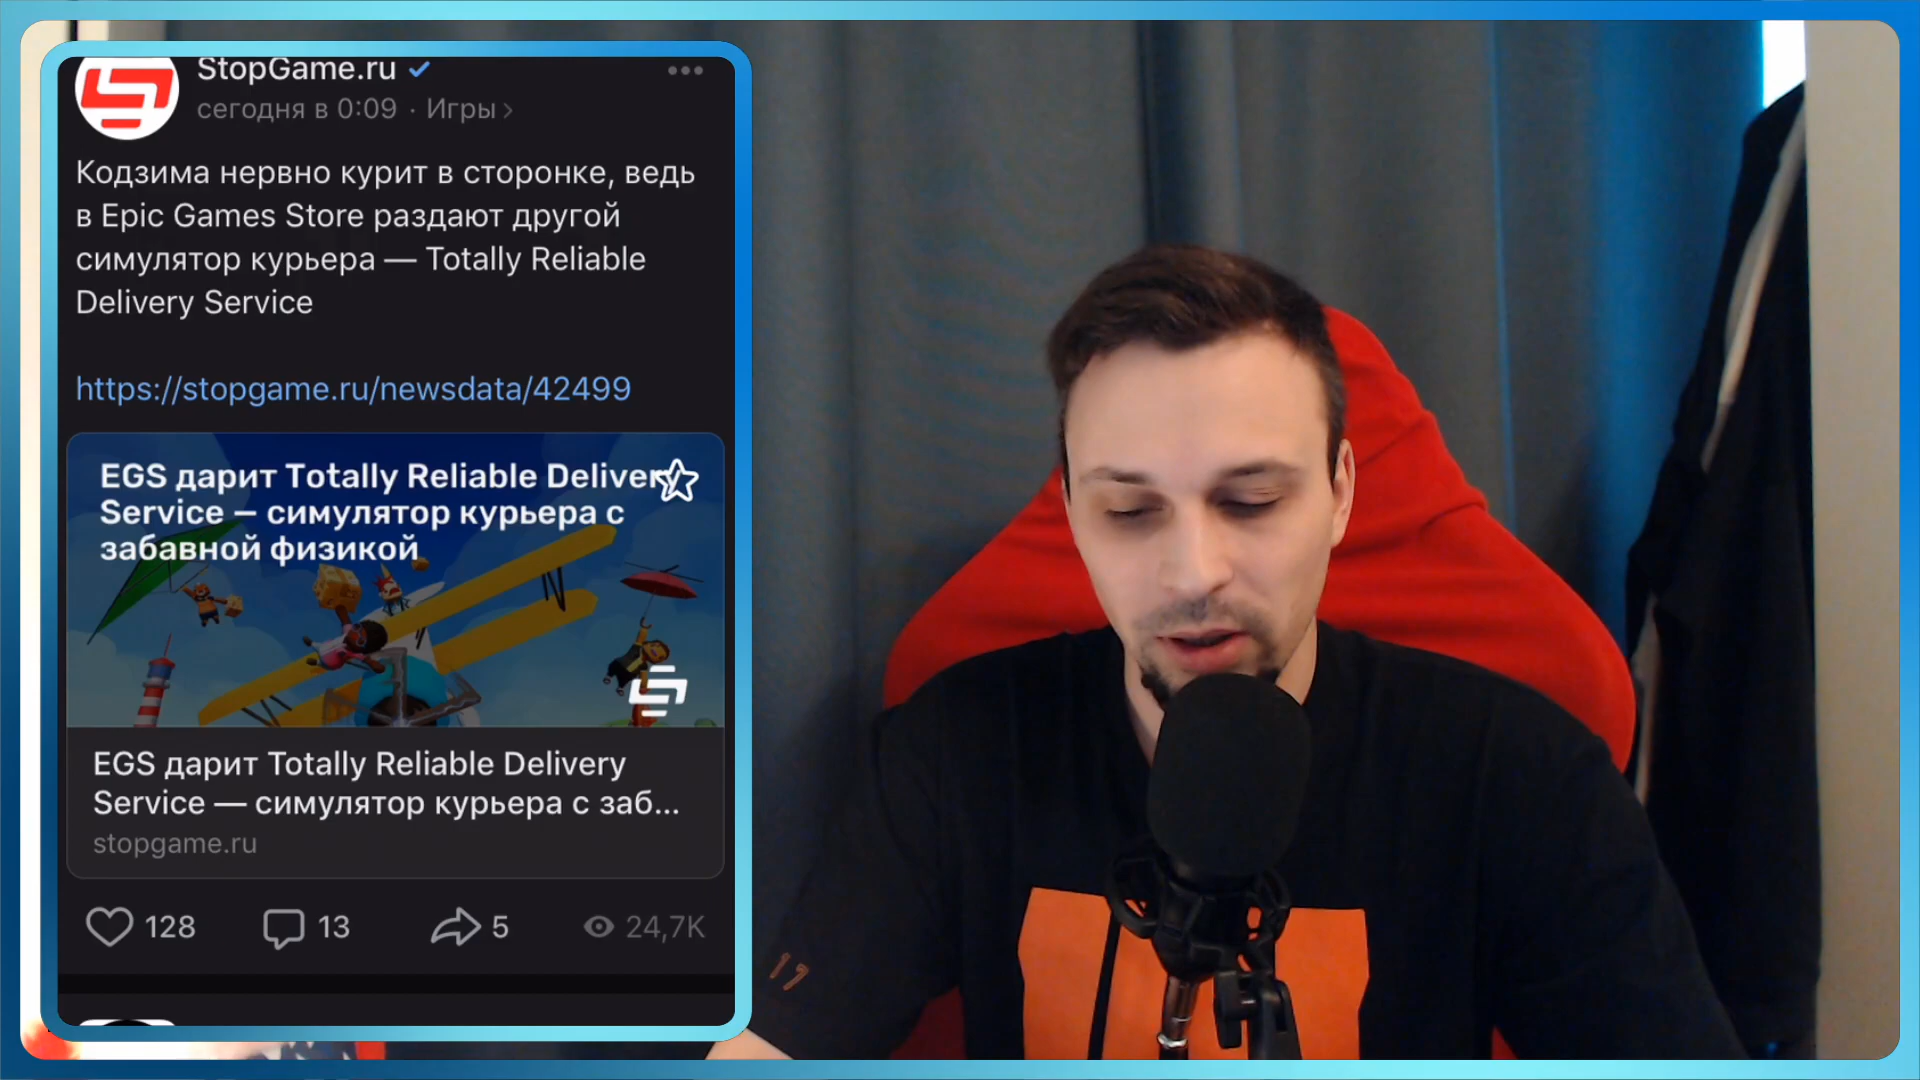 StopGame.ru
сегодня в 0:09 · Игры
Кодзима нервно курит в сторонке, ведь
в Epic Games Store раздают другой
симулятор курьера — Totally Reliable
Delivery Service
https://stopgame.ru/newsdata/42499
EGS дарит Totally Reliable Delivery
Service — симулятор курьера с
забавной физикой
EGS дарит Totally Reliable Delivery
Service — симулятор курьера с заб...
stopgame.ru
128 13 5 24,7K
17